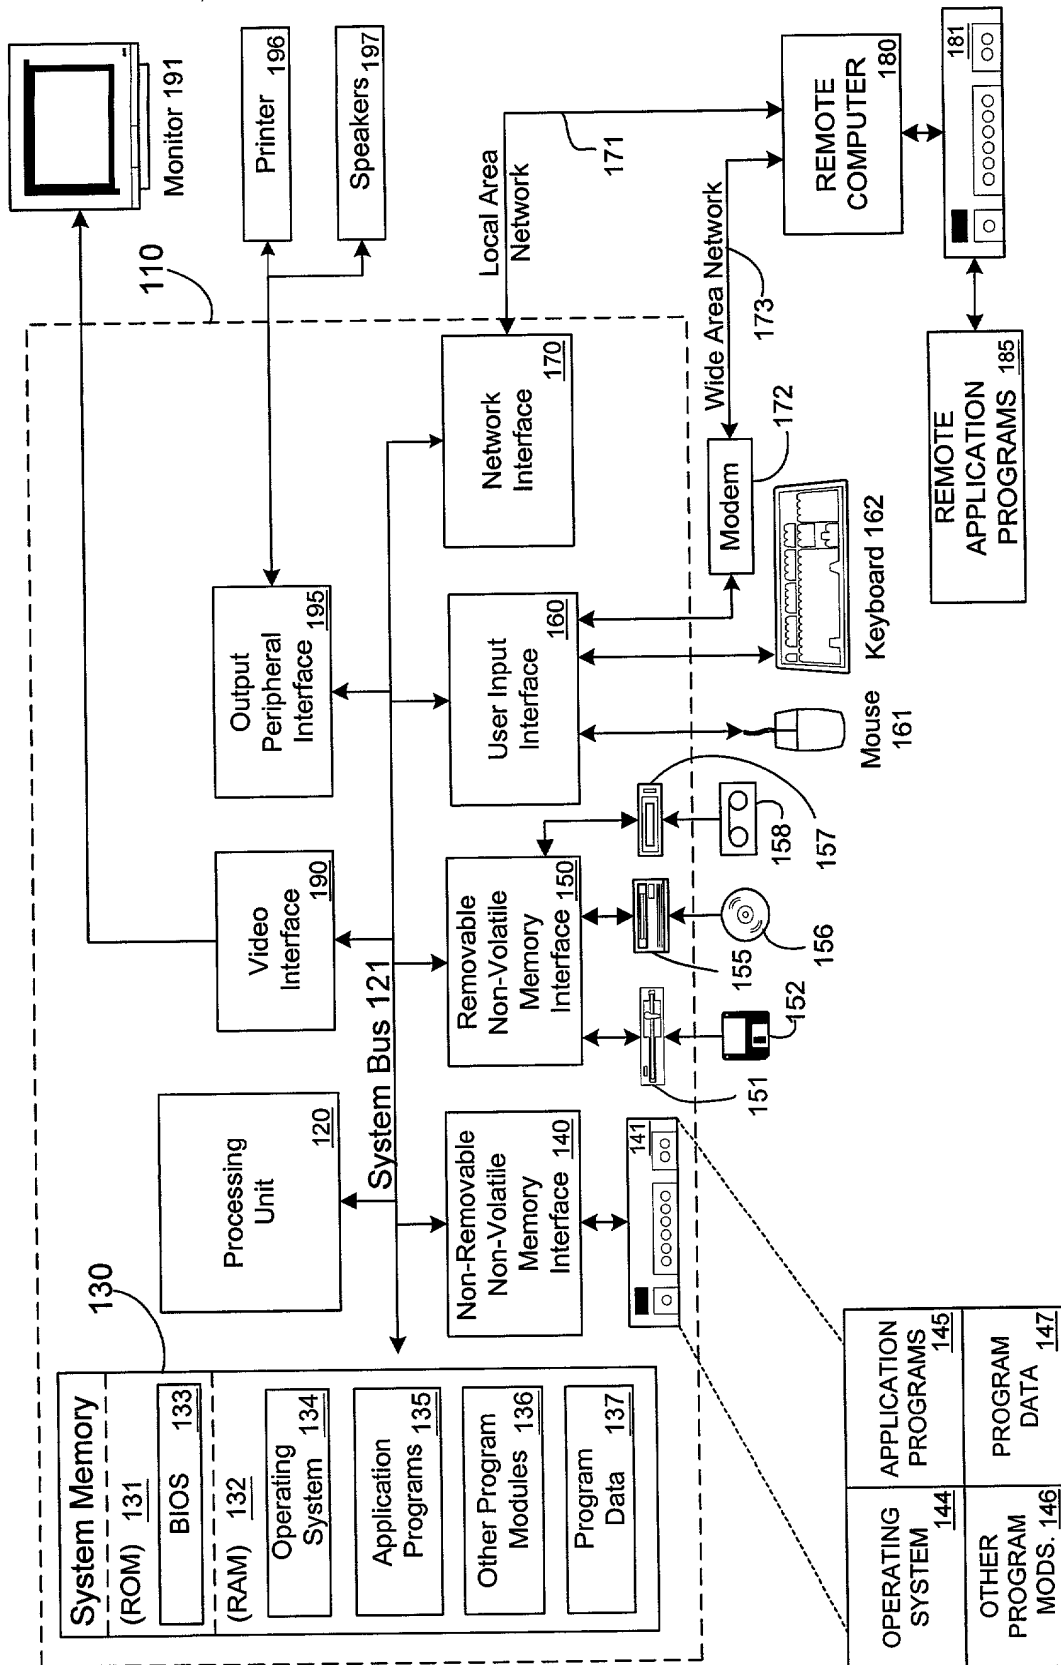 System Memory
(ROM) 131
BIOS 133
(RAM) 132
Operating
System 134
Application
Programs 135
Other Program
Modules 136
Program
Data 137
130
Processing
Unit
120
System Bus 121
Video
Interface
190
Output
Peripheral
Interface
195
110
Monitor 191
Printer 196
Speakers 197
Non-Removable
Non-Volatile
Memory
Interface 140
Removable
Non-Volatile
Memory
Interface 150
User Input
Interface
160
Network
Interface
170
Local Area
Network
171
Wide Area Network
173
Modem
172
141
151
152
155
156
157
158
Mouse
161
Keyboard 162
REMOTE
COMPUTER
180
181
REMOTE
APPLICATION
PROGRAMS 185
OPERATING
SYSTEM 144
APPLICATION
PROGRAMS 145
OTHER
PROGRAM
MODS. 146
PROGRAM
DATA 147